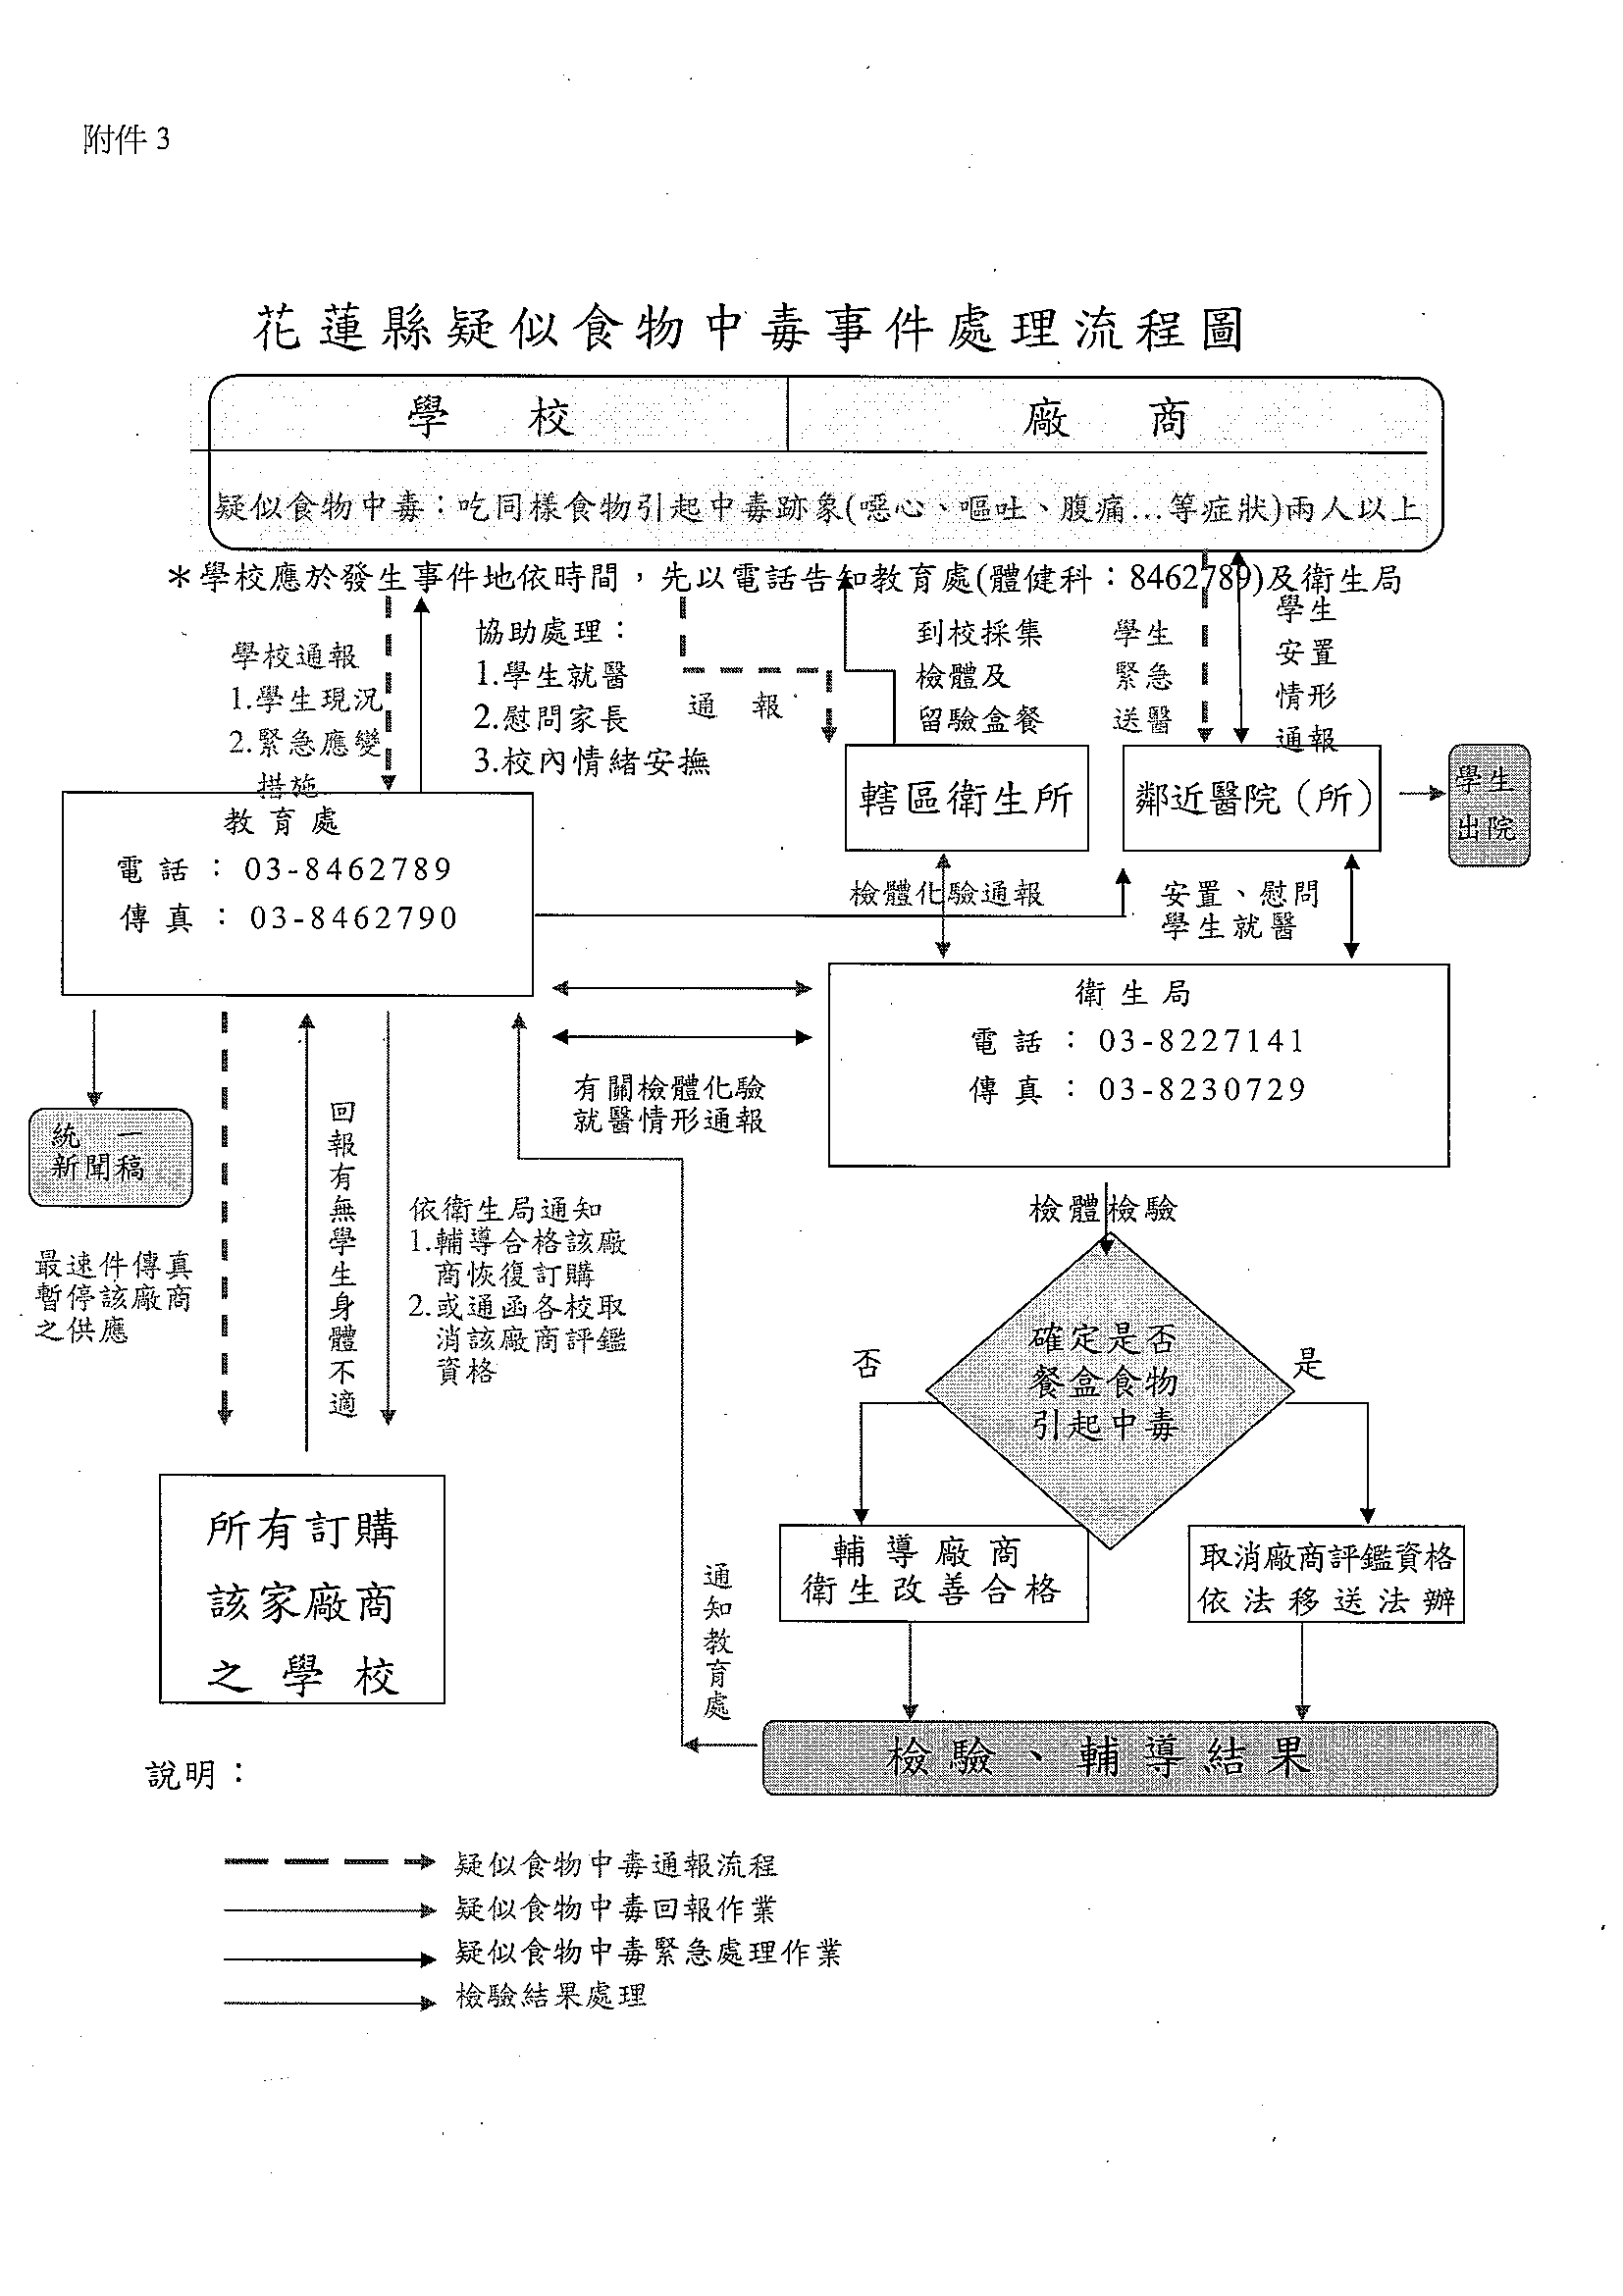 附件 3
花蓮縣疑似食物中毒事件處理流程圖
學　校　廠　商
疑似食物中毒：吃同樣食物引起中毒跡象(噁心、嘔吐、腹痛…等症狀)兩人以上
＊學校應於發生事件地依時間，先以電話告知教育處(體健科：8462789)及衛生局
學校通報
1.學生現況
2.緊急應變
措施
協助處理：
1.學生就醫
2.慰問家長
3.校內情緒安撫
通　報
到校採集
檢體及
留驗盒餐
學生
緊急
送醫
學生
安置
情形
通報
教育處
電話：03-8462789
傳真：03-8462790
轄區衛生所
鄰近醫院（所）
學生
出院
檢體化驗通報
安置、慰問
學生就醫
衛生局
電話：03-8227141
傳真：03-8230729
有關檢體化驗
就醫情形通報
統　一
新聞稿
最速件傳真
暫停該廠商
之供應
回報有無學生身體不適
依衛生局通知
1.輔導合格該廠
商恢復訂購
2.或通函各校取
消該廠商評鑑
資格
檢體檢驗
確定是否
餐盒食物
引起中毒
否
是
所有訂購
該家廠商
之學校
輔導廠商
衛生改善合格
取消廠商評鑑資格
依法移送法辦
通知教育處
檢驗、輔導結果
說明：
疑似食物中毒通報流程
疑似食物中毒回報作業
疑似食物中毒緊急處理作業
檢驗結果處理